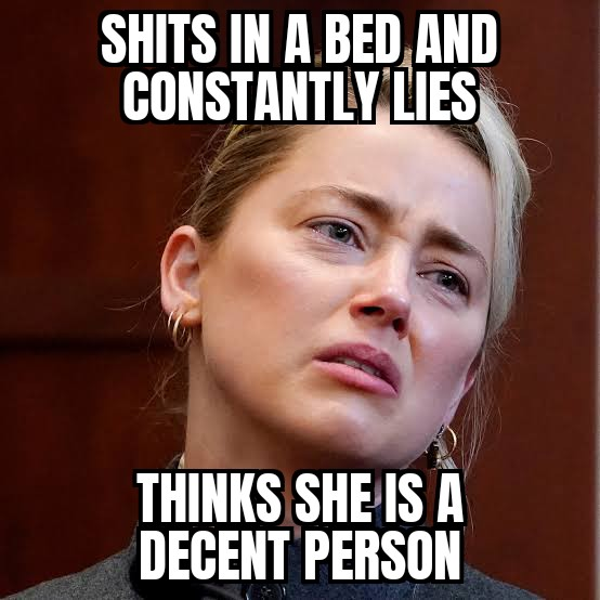 SHITS IN A BED AND
CONSTANTLY LIES
THINKS SHE IS A
DECENT PERSON